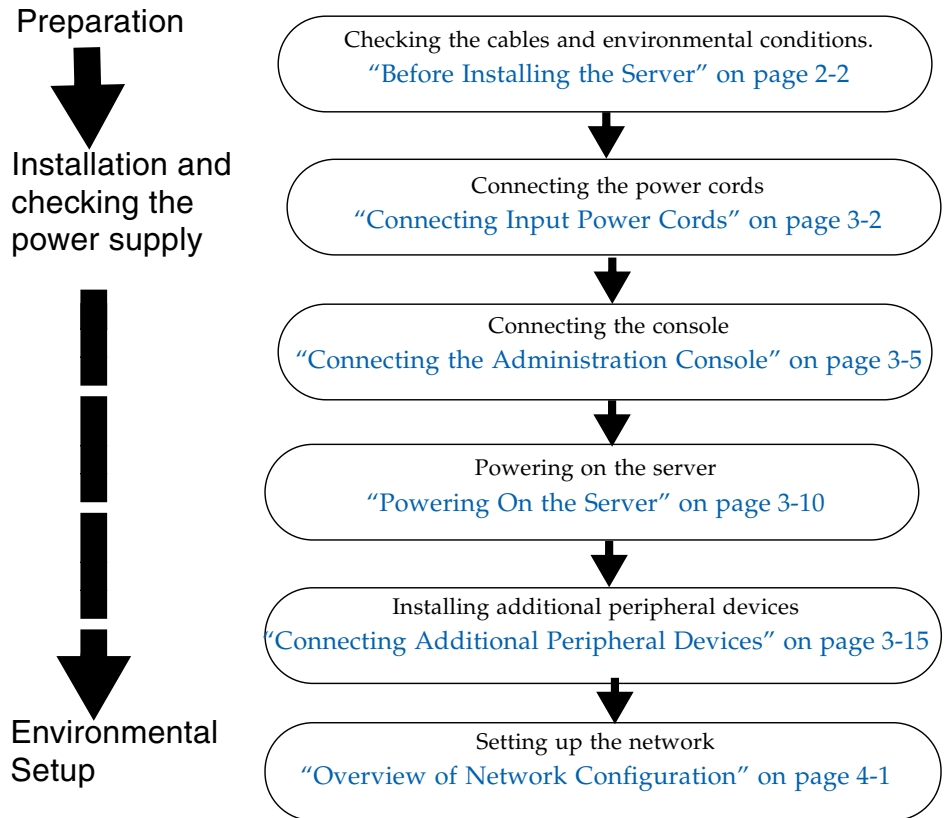 Preparation
Checking the cables and environmental conditions.
“Before Installing the Server” on page 2-2
Installation and
checking the
power supply
Connecting the power cords
“Connecting Input Power Cords” on page 3-2
Connecting the console
“Connecting the Administration Console” on page 3-5
Powering on the server
“Powering On the Server” on page 3-10
Installing additional peripheral devices
“Connecting Additional Peripheral Devices” on page 3-15
Environmental
Setup
Setting up the network
“Overview of Network Configuration” on page 4-1